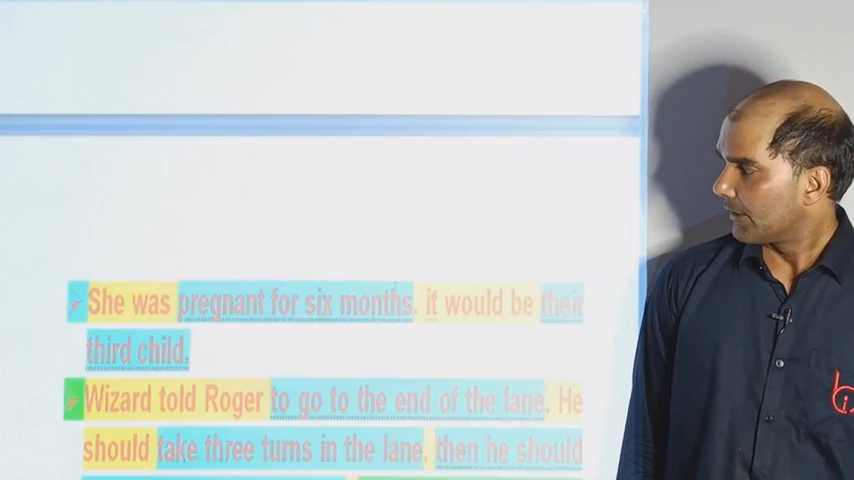 She was pregnant for six months. it would be their
third child.
Wizard told Roger to go to the end of the lane. He
should take three turns in the lane. then he should